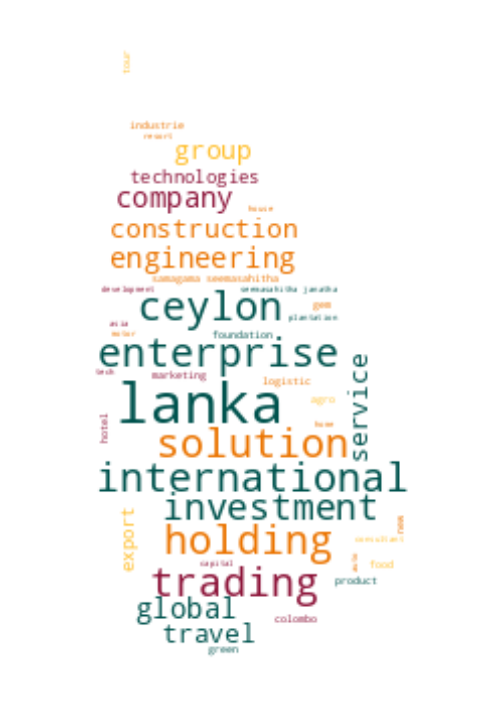 tour
industrie
resort
group
technologies
company
house
construction
engineering
samagama seemasahitha
development
seemasahitha janatha
ceylon
gem
plantation
asia
motor
foundation
enterprise
tech
marketing
logistic
service
lanka
agro
hotel
home
solution
international
investment
export
new
holding
consultant
auto
food
capital
trading
product
global
colombo
travel
green